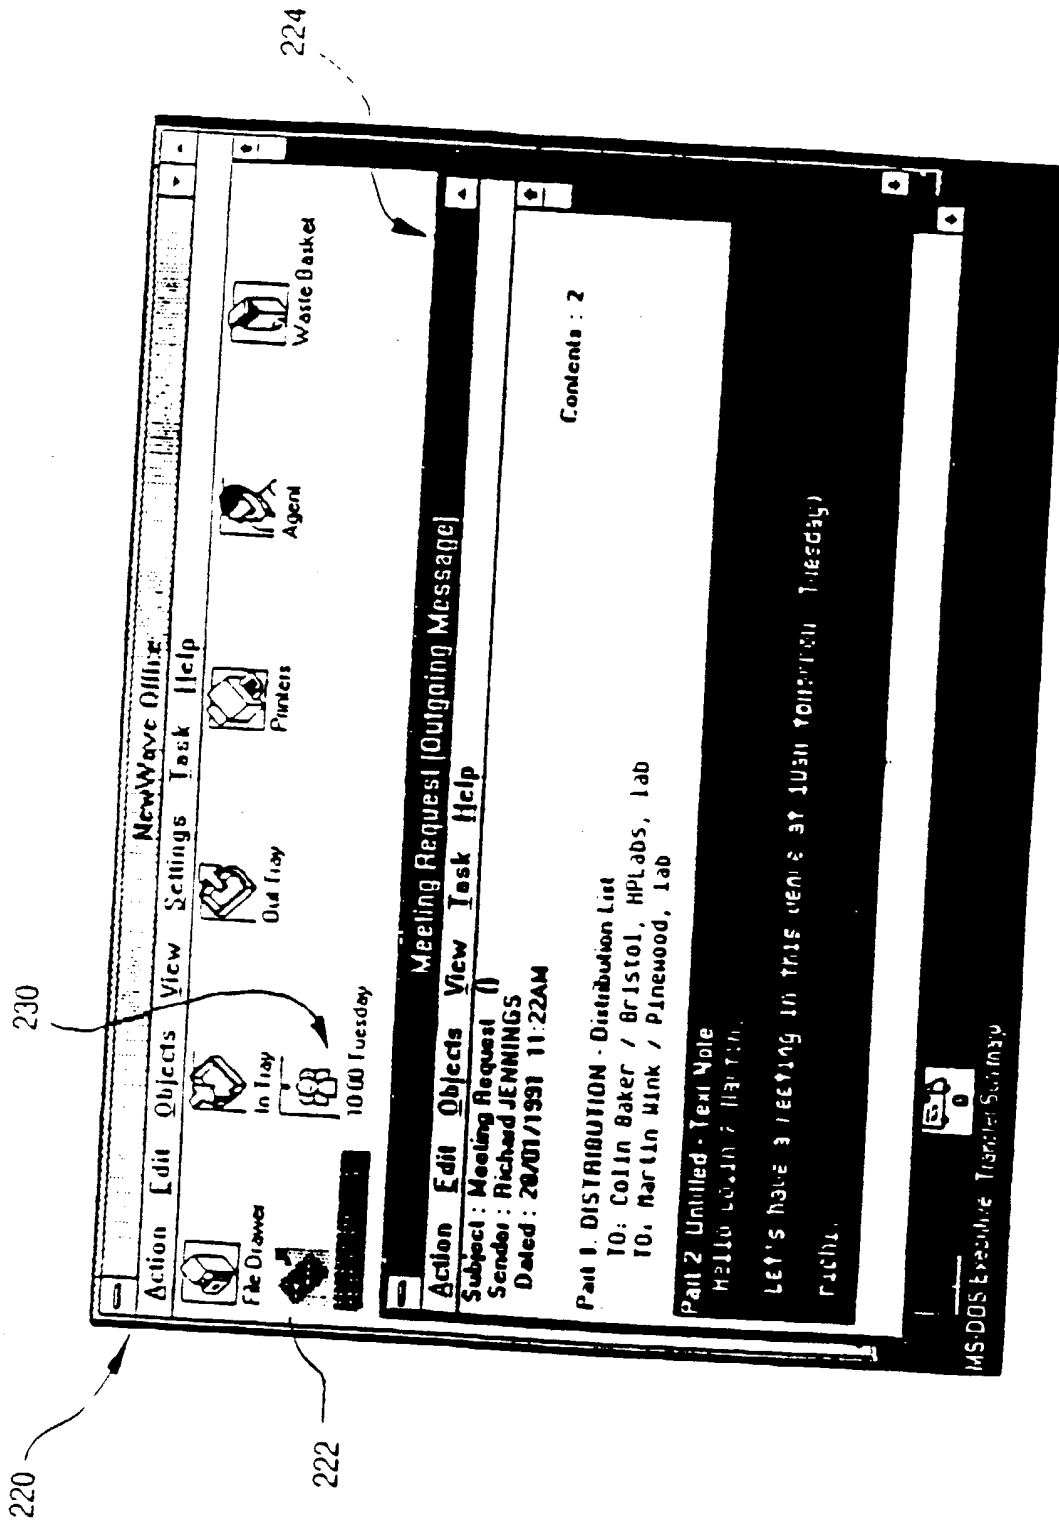 220
222
230
224
NewWave Office
Action Edit Objects View Settings Task Help
File Drawer
In Tray
Out Tray
Printers
Agent
Waste Basket
10:00 Tuesday
Meeting Request [Outgoing Message]
Action Edit Objects View Task Help
Subject : Meeting Request ()
Sender : Richard JENNINGS
Dated : 28/01/1991 11:22AM
Contents : 2
Part 1. DISTRIBUTION - Distribution List
TO: Colin Baker / Bristol, HPLabs, lab
TO: Martin Wink / Pinewood, lab
Part 2 Untitled - Text Note
Hello Colin
Let's have a meeting in this at tomorrow Tuesday)
0
MS-DOS Executive Transfer Summary